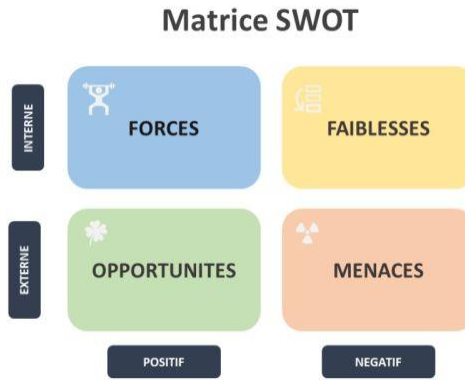 Matrice SWOT
INTERNE
FORCES
FAIBLESSES
EXTERNE
OPPORTUNITES
MENACES
POSITIF
NEGATIF